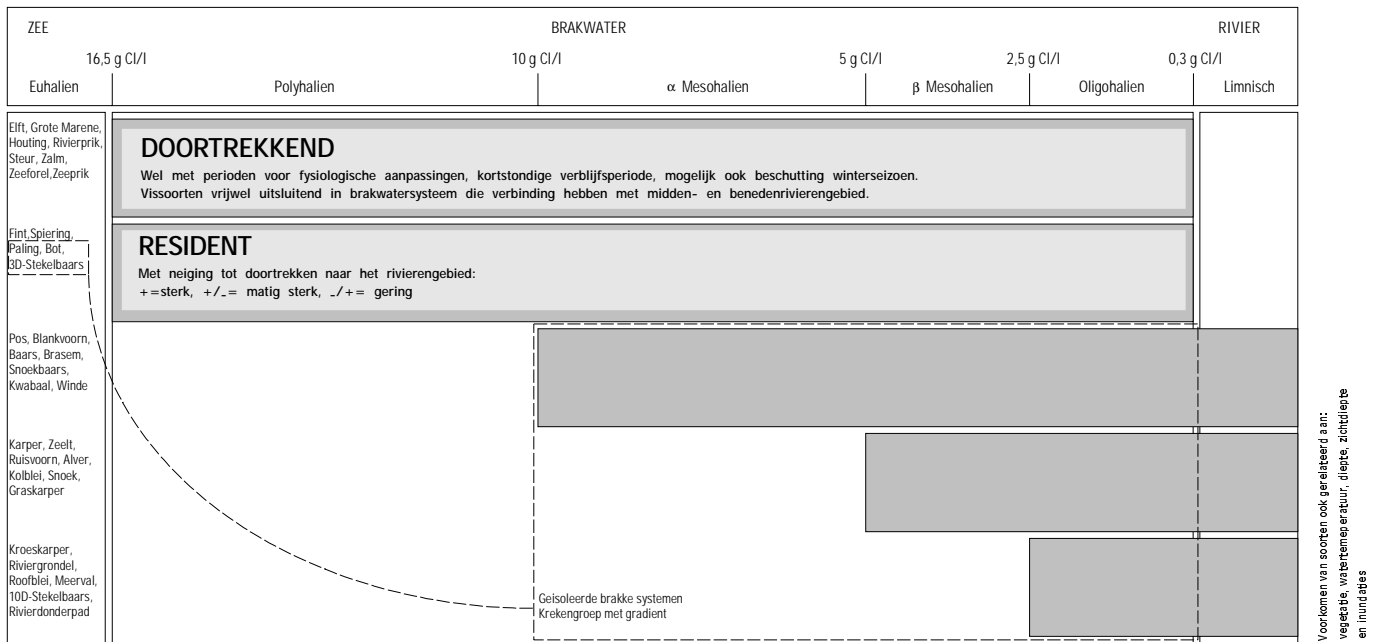 ZEE BRAKWATER RIVIER
16,5 g Cl/l 10 g Cl/l 5 g Cl/l 2,5 g Cl/l 0,3 g Cl/l
Euhalien Polyhalien α Mesohalien β Mesohalien Oligohalien Limnisch
Elft, Grote Marene,
Houting, Rivierprik,
Steur, Zalm,
Zeeforel,Zeeprik
DOORTREKKEND
Wel met perioden voor fysiologische aanpassingen, kortstondige verblijfsperiode, mogelijk ook beschutting winterseizoen.
Vissoorten vrijwel uitsluitend in brakwatersysteem die verbinding hebben met midden- en benedenrivierengebied.
Fint,Spiering,
Paling, Bot,
3D-Stekelbaars
RESIDENT
Met neiging tot doortrekken naar het rivierengebied:
+=sterk, +/-= matig sterk, -/+= gering
Pos, Blankvoorn,
Baars, Brasem,
Snoekbaars,
Kwabaal, Winde
Karper, Zeelt,
Ruisvoorn, Alver,
Kolblei, Snoek,
Graskarper
Kroeskarper,
Riviergrondel,
Roofblei, Meerval,
10D-Stekelbaars,
Rivierdonderpad
Geisoleerde brakke systemen
Krekengroep met gradient
Voorkomen van soorten ook gerelateerd aan:
vegetatie, watertemeperatuur, diepte, zichtdiepte
en inundaties